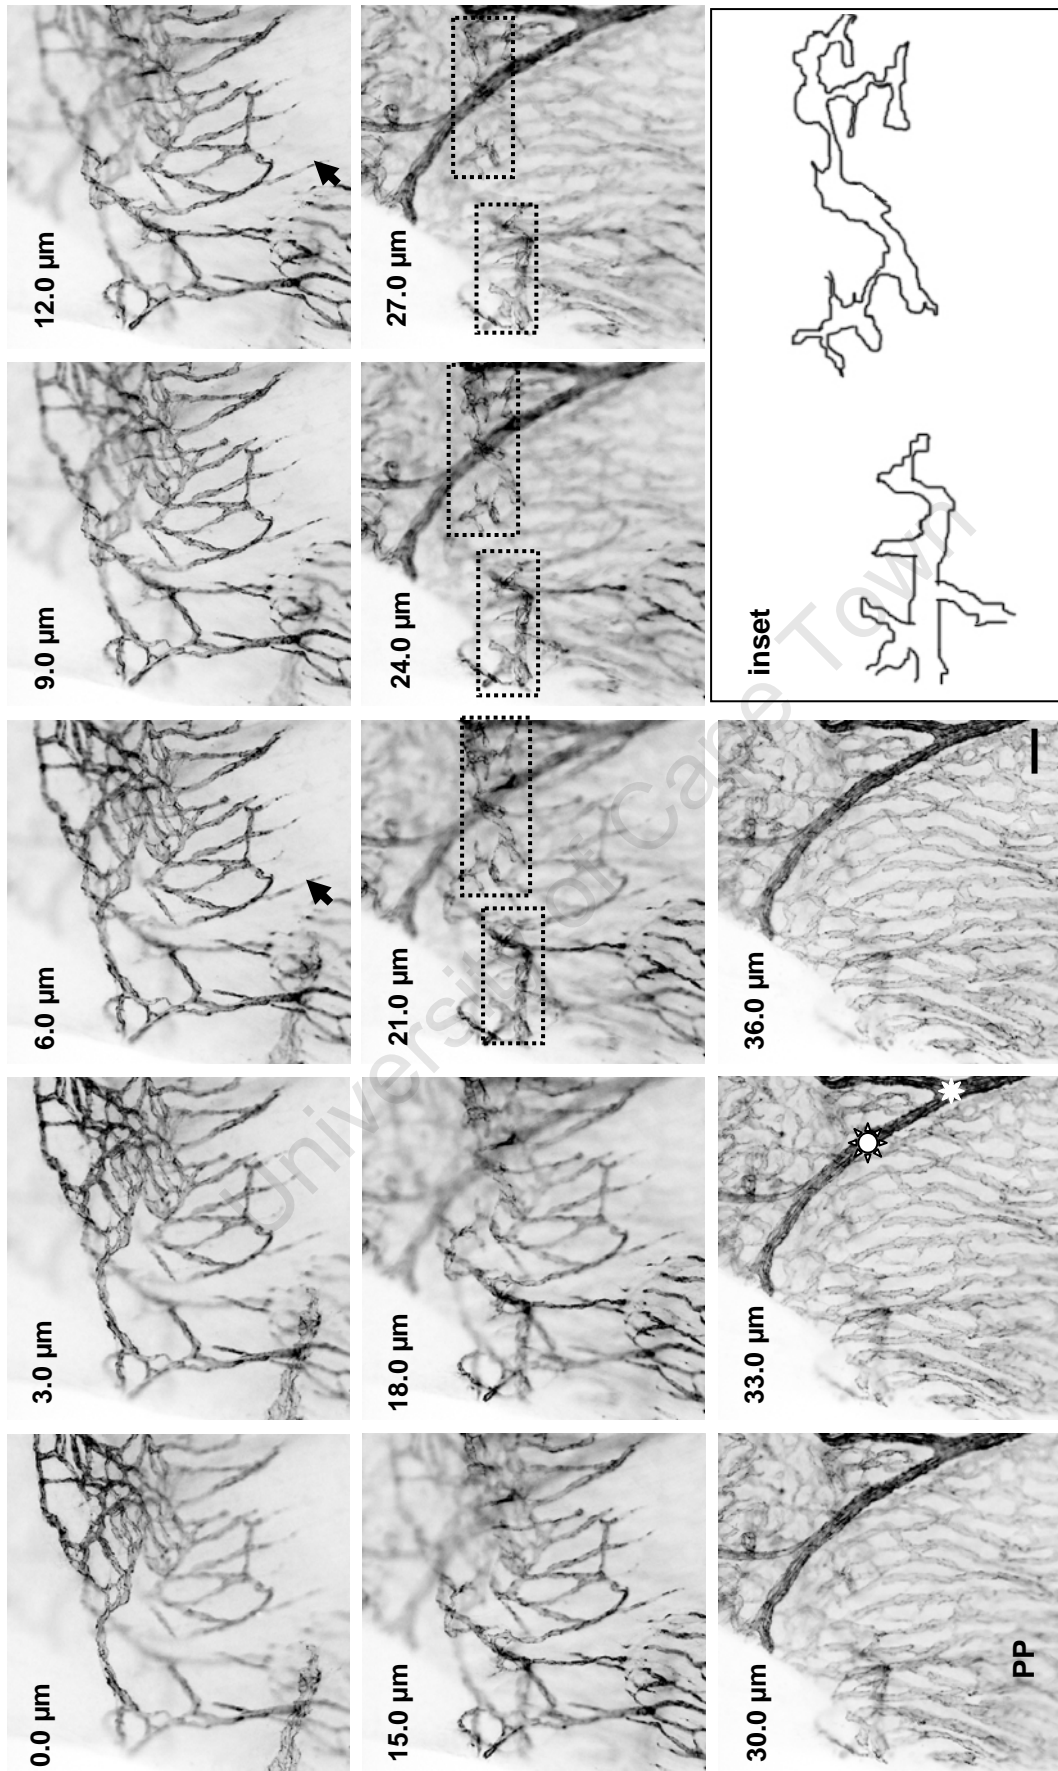 0.0 µm
3.0 µm
6.0 µm
9.0 µm
12.0 µm
15.0 µm
18.0 µm
21.0 µm
24.0 µm
27.0 µm
30.0 µm
PP
33.0 µm
36.0 µm
inset
University of Cape Town